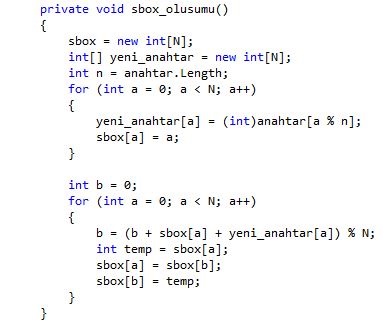 private void sbox_olusumu()
{
sbox = new int[N];
int[] yeni_anahtar = new int[N];
int n = anahtar.Length;
for (int a = 0; a < N; a++)
{
yeni_anahtar[a] = (int)anahtar[a % n];
sbox[a] = a;
}
int b = 0;
for (int a = 0; a < N; a++)
{
b = (b + sbox[a] + yeni_anahtar[a]) % N;
int temp = sbox[a];
sbox[a] = sbox[b];
sbox[b] = temp;
}
}